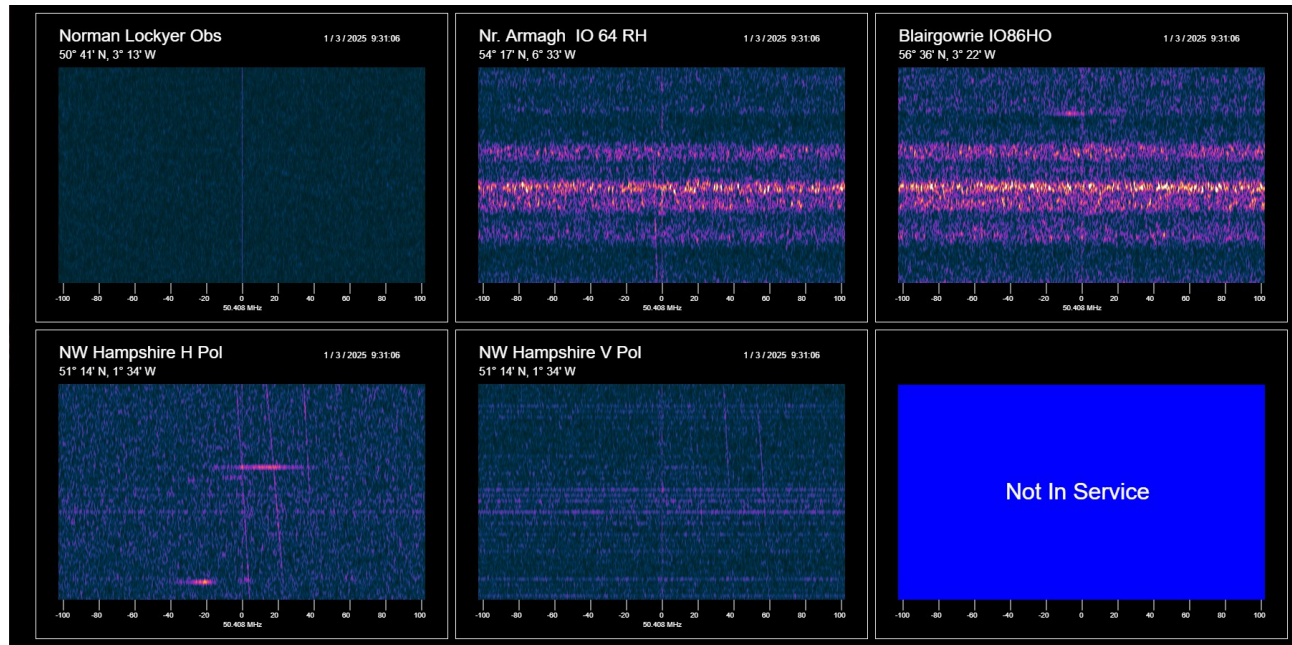 Norman Lockyer Obs 1 / 3 / 2025 9:31:06
50° 41' N, 3° 13' W
-100 -80 -60 -40 -20 0 20 40 60 80 100
50.408 MHz
Nr. Armagh IO 64 RH 1 / 3 / 2025 9:31:06
54° 17' N, 6° 33' W
-100 -80 -60 -40 -20 0 20 40 60 80 100
50.408 MHz
Blairgowrie IO86HO 1 / 3 / 2025 9:31:06
56° 36' N, 3° 22' W
-100 -80 -60 -40 -20 0 20 40 60 80 100
50.408 MHz
NW Hampshire H Pol 1 / 3 / 2025 9:31:06
51° 14' N, 1° 34' W
-100 -80 -60 -40 -20 0 20 40 60 80 100
50.408 MHz
NW Hampshire V Pol 1 / 3 / 2025 9:31:06
51° 14' N, 1° 34' W
-100 -80 -60 -40 -20 0 20 40 60 80 100
50.408 MHz
Not In Service
-100 -80 -60 -40 -20 0 20 40 60 80 100